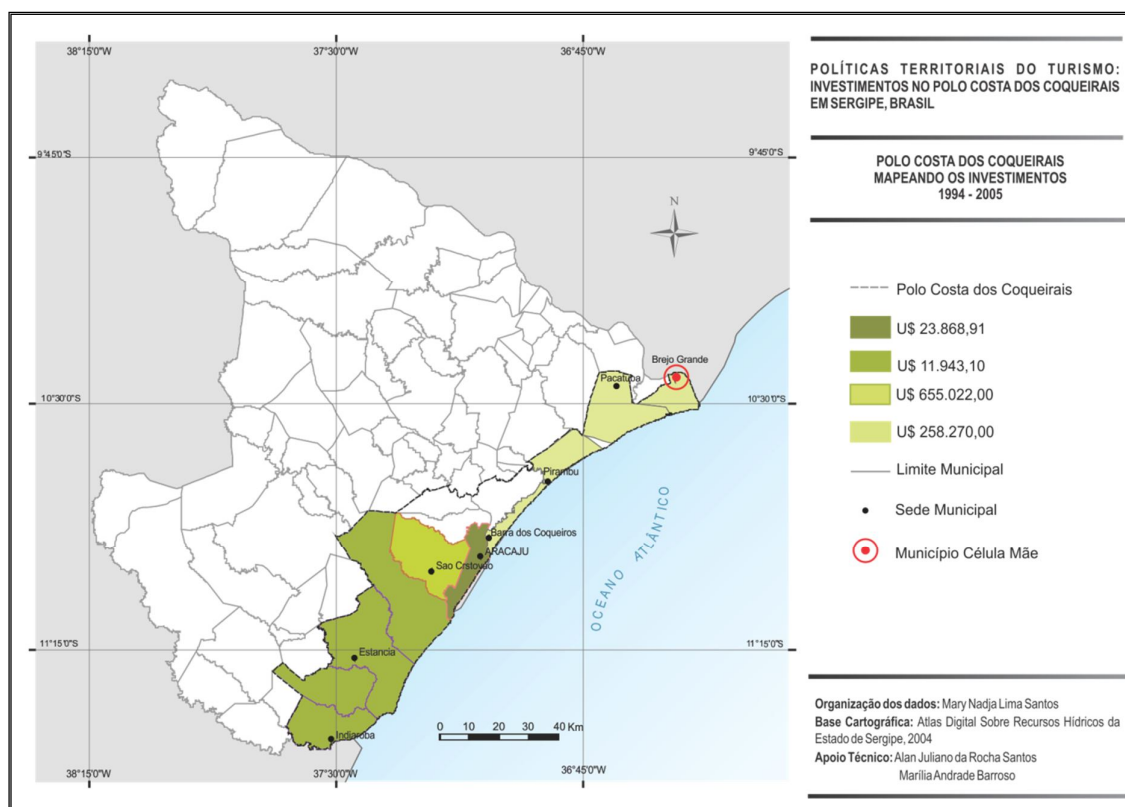 38°15'0"W
37°30'0"W
36°45'0"W
9°45'0"S
9°45'0"S
N
Brejo Grande
Pacatuba
10°30'0"S
10°30'0"S
Pirambu
Barra dos Coqueiros
ARACAJU
Sao Crstovão
OCEANO ATLÂNTICO
11°15'0"S
11°15'0"S
Estancia
Indiaroba
0 10 20 30 40 Km
38°15'0"W
37°30'0"W
36°45'0"W
POLÍTICAS TERRITORIAIS DO TURISMO:
INVESTIMENTOS NO POLO COSTA DOS COQUEIRAIS
EM SERGIPE, BRASIL
POLO COSTA DOS COQUEIRAIS
MAPEANDO OS INVESTIMENTOS
1994 - 2005
Polo Costa dos Coqueirais
U$ 23.868,91
U$ 11.943,10
U$ 655.022,00
U$ 258.270,00
Limite Municipal
Sede Municipal
Município Célula Mãe
Organização dos dados: Mary Nadja Lima Santos
Base Cartográfica: Atlas Digital Sobre Recursos Hídricos da
Estado de Sergipe, 2004
Apoio Técnico: Alan Juliano da Rocha Santos
Marília Andrade Barroso